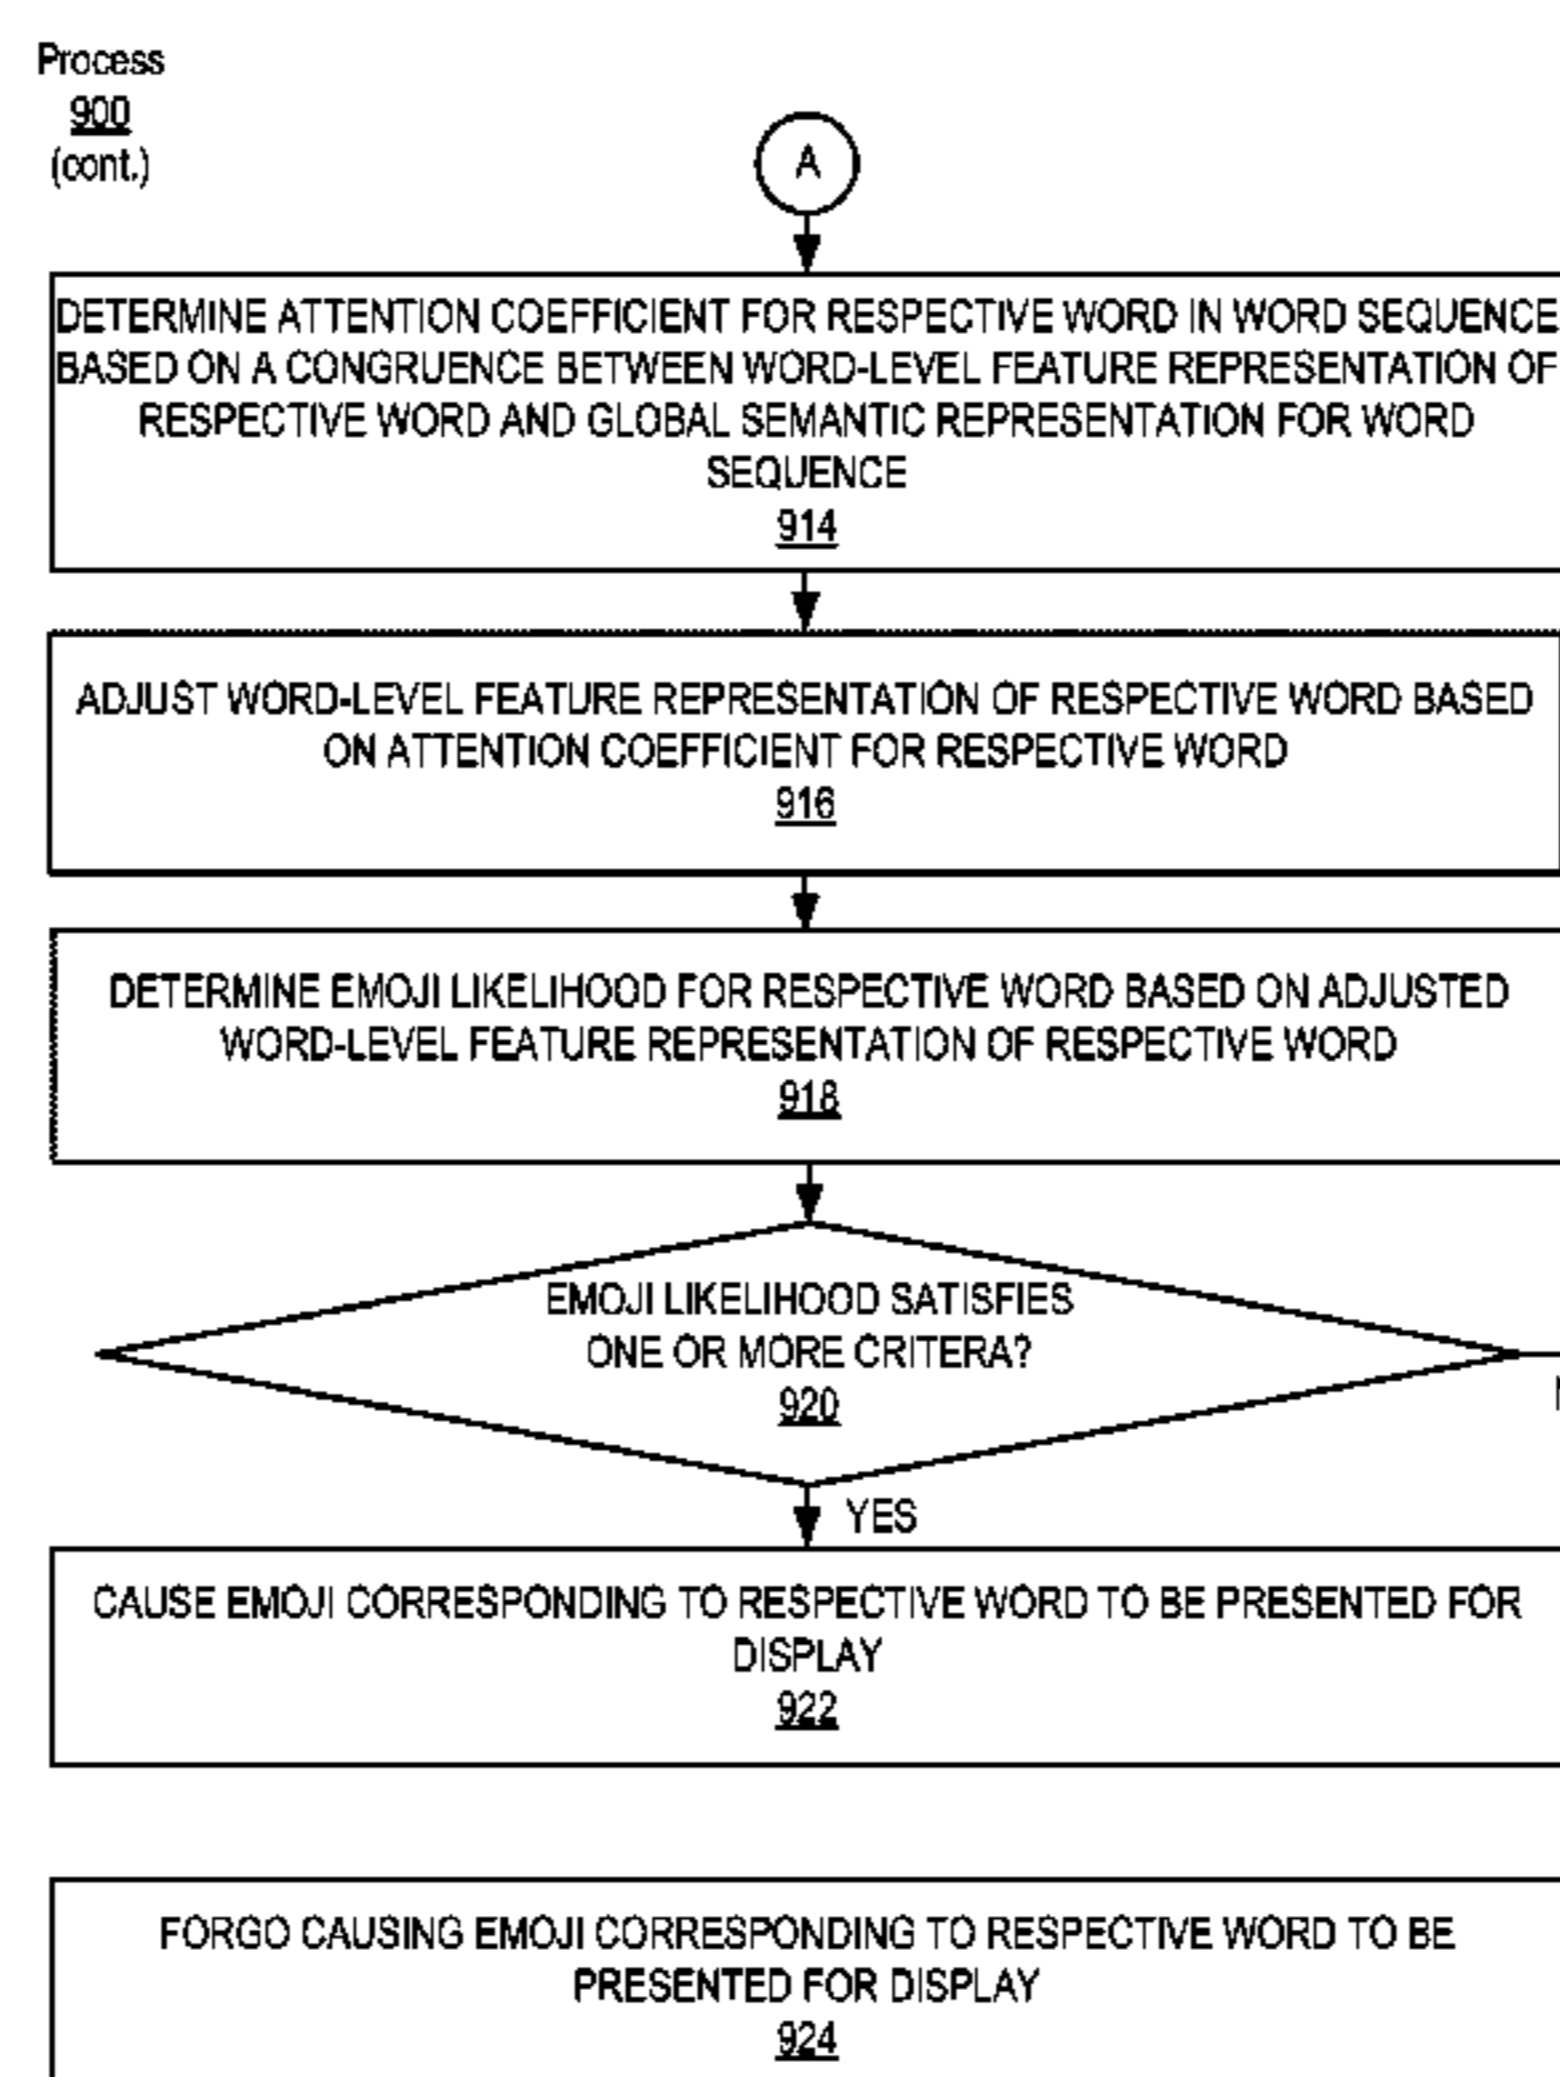 Process
900
(cont.)
A
DETERMINE ATTENTION COEFFICIENT FOR RESPECTIVE WORD IN WORD SEQUENCE
BASED ON A CONGRUENCE BETWEEN WORD-LEVEL FEATURE REPRESENTATION OF
RESPECTIVE WORD AND GLOBAL SEMANTIC REPRESENTATION FOR WORD
SEQUENCE
914
ADJUST WORD-LEVEL FEATURE REPRESENTATION OF RESPECTIVE WORD BASED
ON ATTENTION COEFFICIENT FOR RESPECTIVE WORD
916
DETERMINE EMOJI LIKELIHOOD FOR RESPECTIVE WORD BASED ON ADJUSTED
WORD-LEVEL FEATURE REPRESENTATION OF RESPECTIVE WORD
918
EMOJI LIKELIHOOD SATISFIES
ONE OR MORE CRITERA?
920
YES
CAUSE EMOJI CORRESPONDING TO RESPECTIVE WORD TO BE PRESENTED FOR
DISPLAY
922
FORGO CAUSING EMOJI CORRESPONDING TO RESPECTIVE WORD TO BE
PRESENTED FOR DISPLAY
924